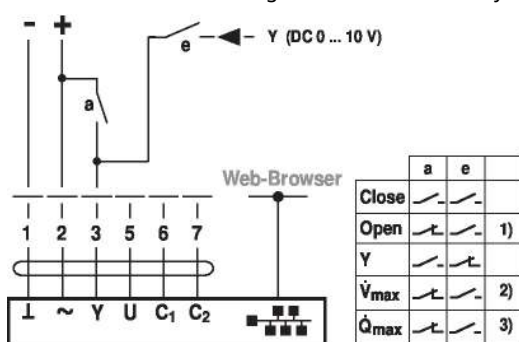 - +
e Y (DC 0 ... 10 V)
a
Web-Browser
1 2 3 5 6 7
⊥ ~ Y U C1 C2
a e
Close
Open 1)
Y
V̇max 2)
Q̇max 3)